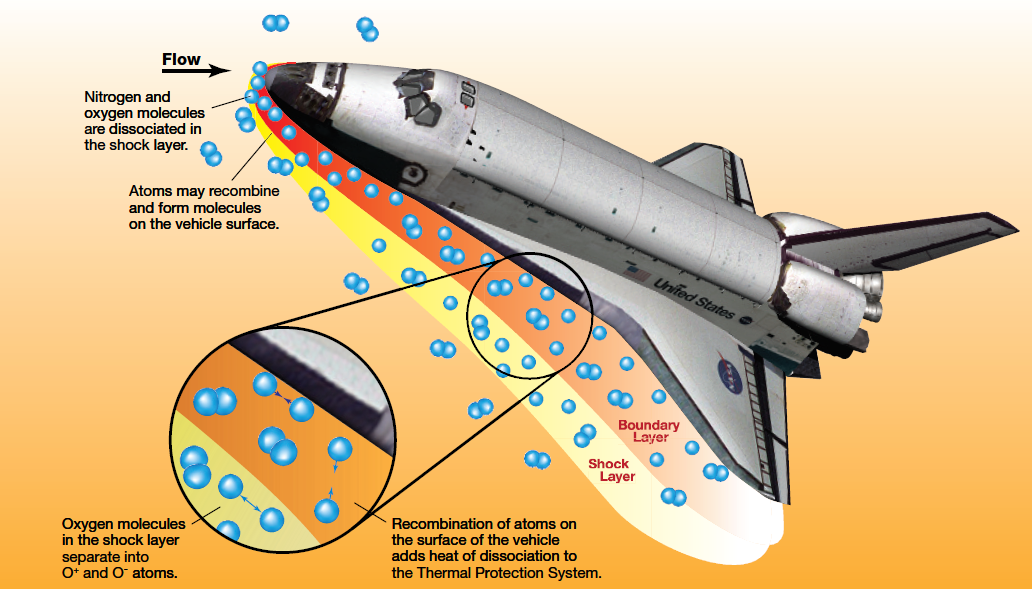 Flow
Nitrogen and
oxygen molecules
are dissociated in
the shock layer.
Atoms may recombine
and form molecules
on the vehicle surface.
United States
NASA
Boundary
Layer
Shock
Layer
Oxygen molecules
in the shock layer
separate into
O⁺ and O⁻ atoms.
Recombination of atoms on
the surface of the vehicle
adds heat of dissociation to
the Thermal Protection System.